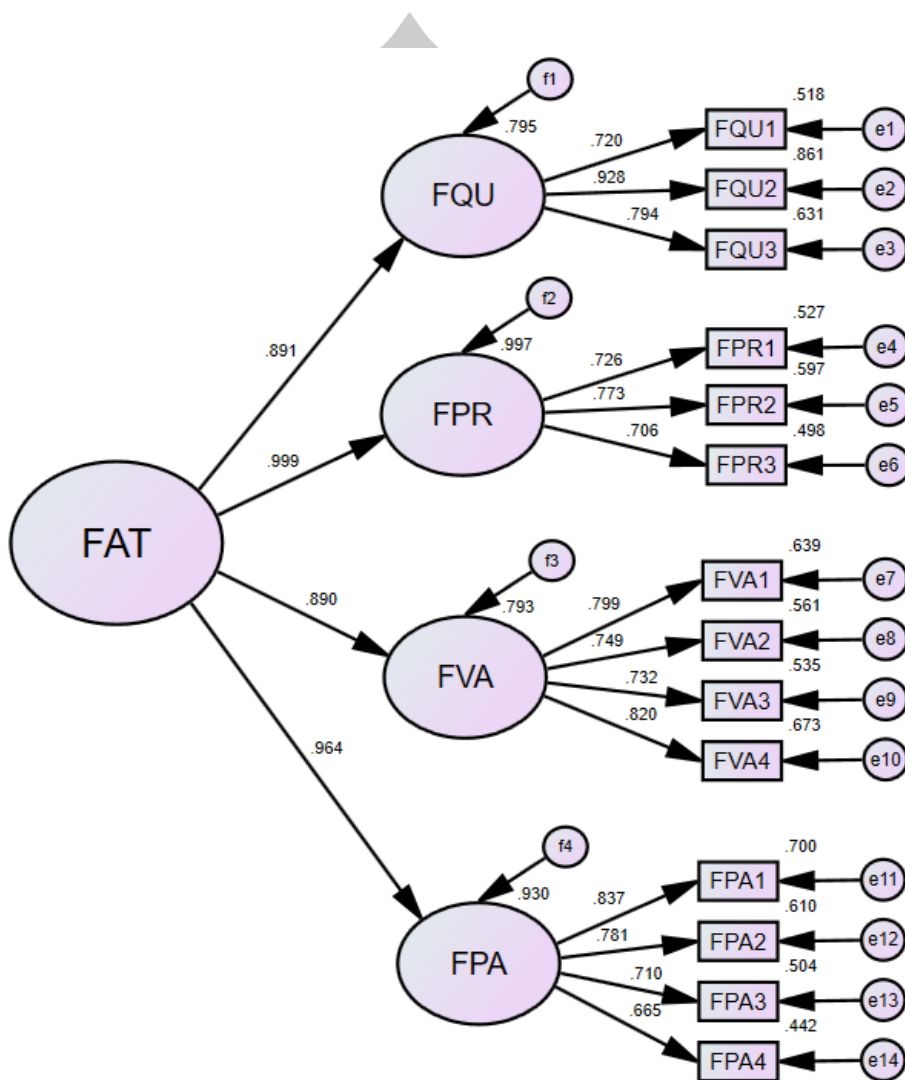 f1
.795
.518
.720
FQU1
e1
.861
FQU
.928
FQU2
e2
.794
.631
FQU3
e3
f2
.997
.527
.891
.726
FPR1
e4
.597
FPR
.773
FPR2
e5
.999
.706
.498
FPR3
e6
FAT
f3
.793
.639
.890
.799
FVA1
e7
.561
.749
FVA2
e8
FVA
.732
.535
FVA3
e9
.820
.673
FVA4
e10
.964
f4
.930
.700
.837
FPA1
e11
.610
.781
FPA2
e12
FPA
.710
.504
FPA3
e13
.665
.442
FPA4
e14